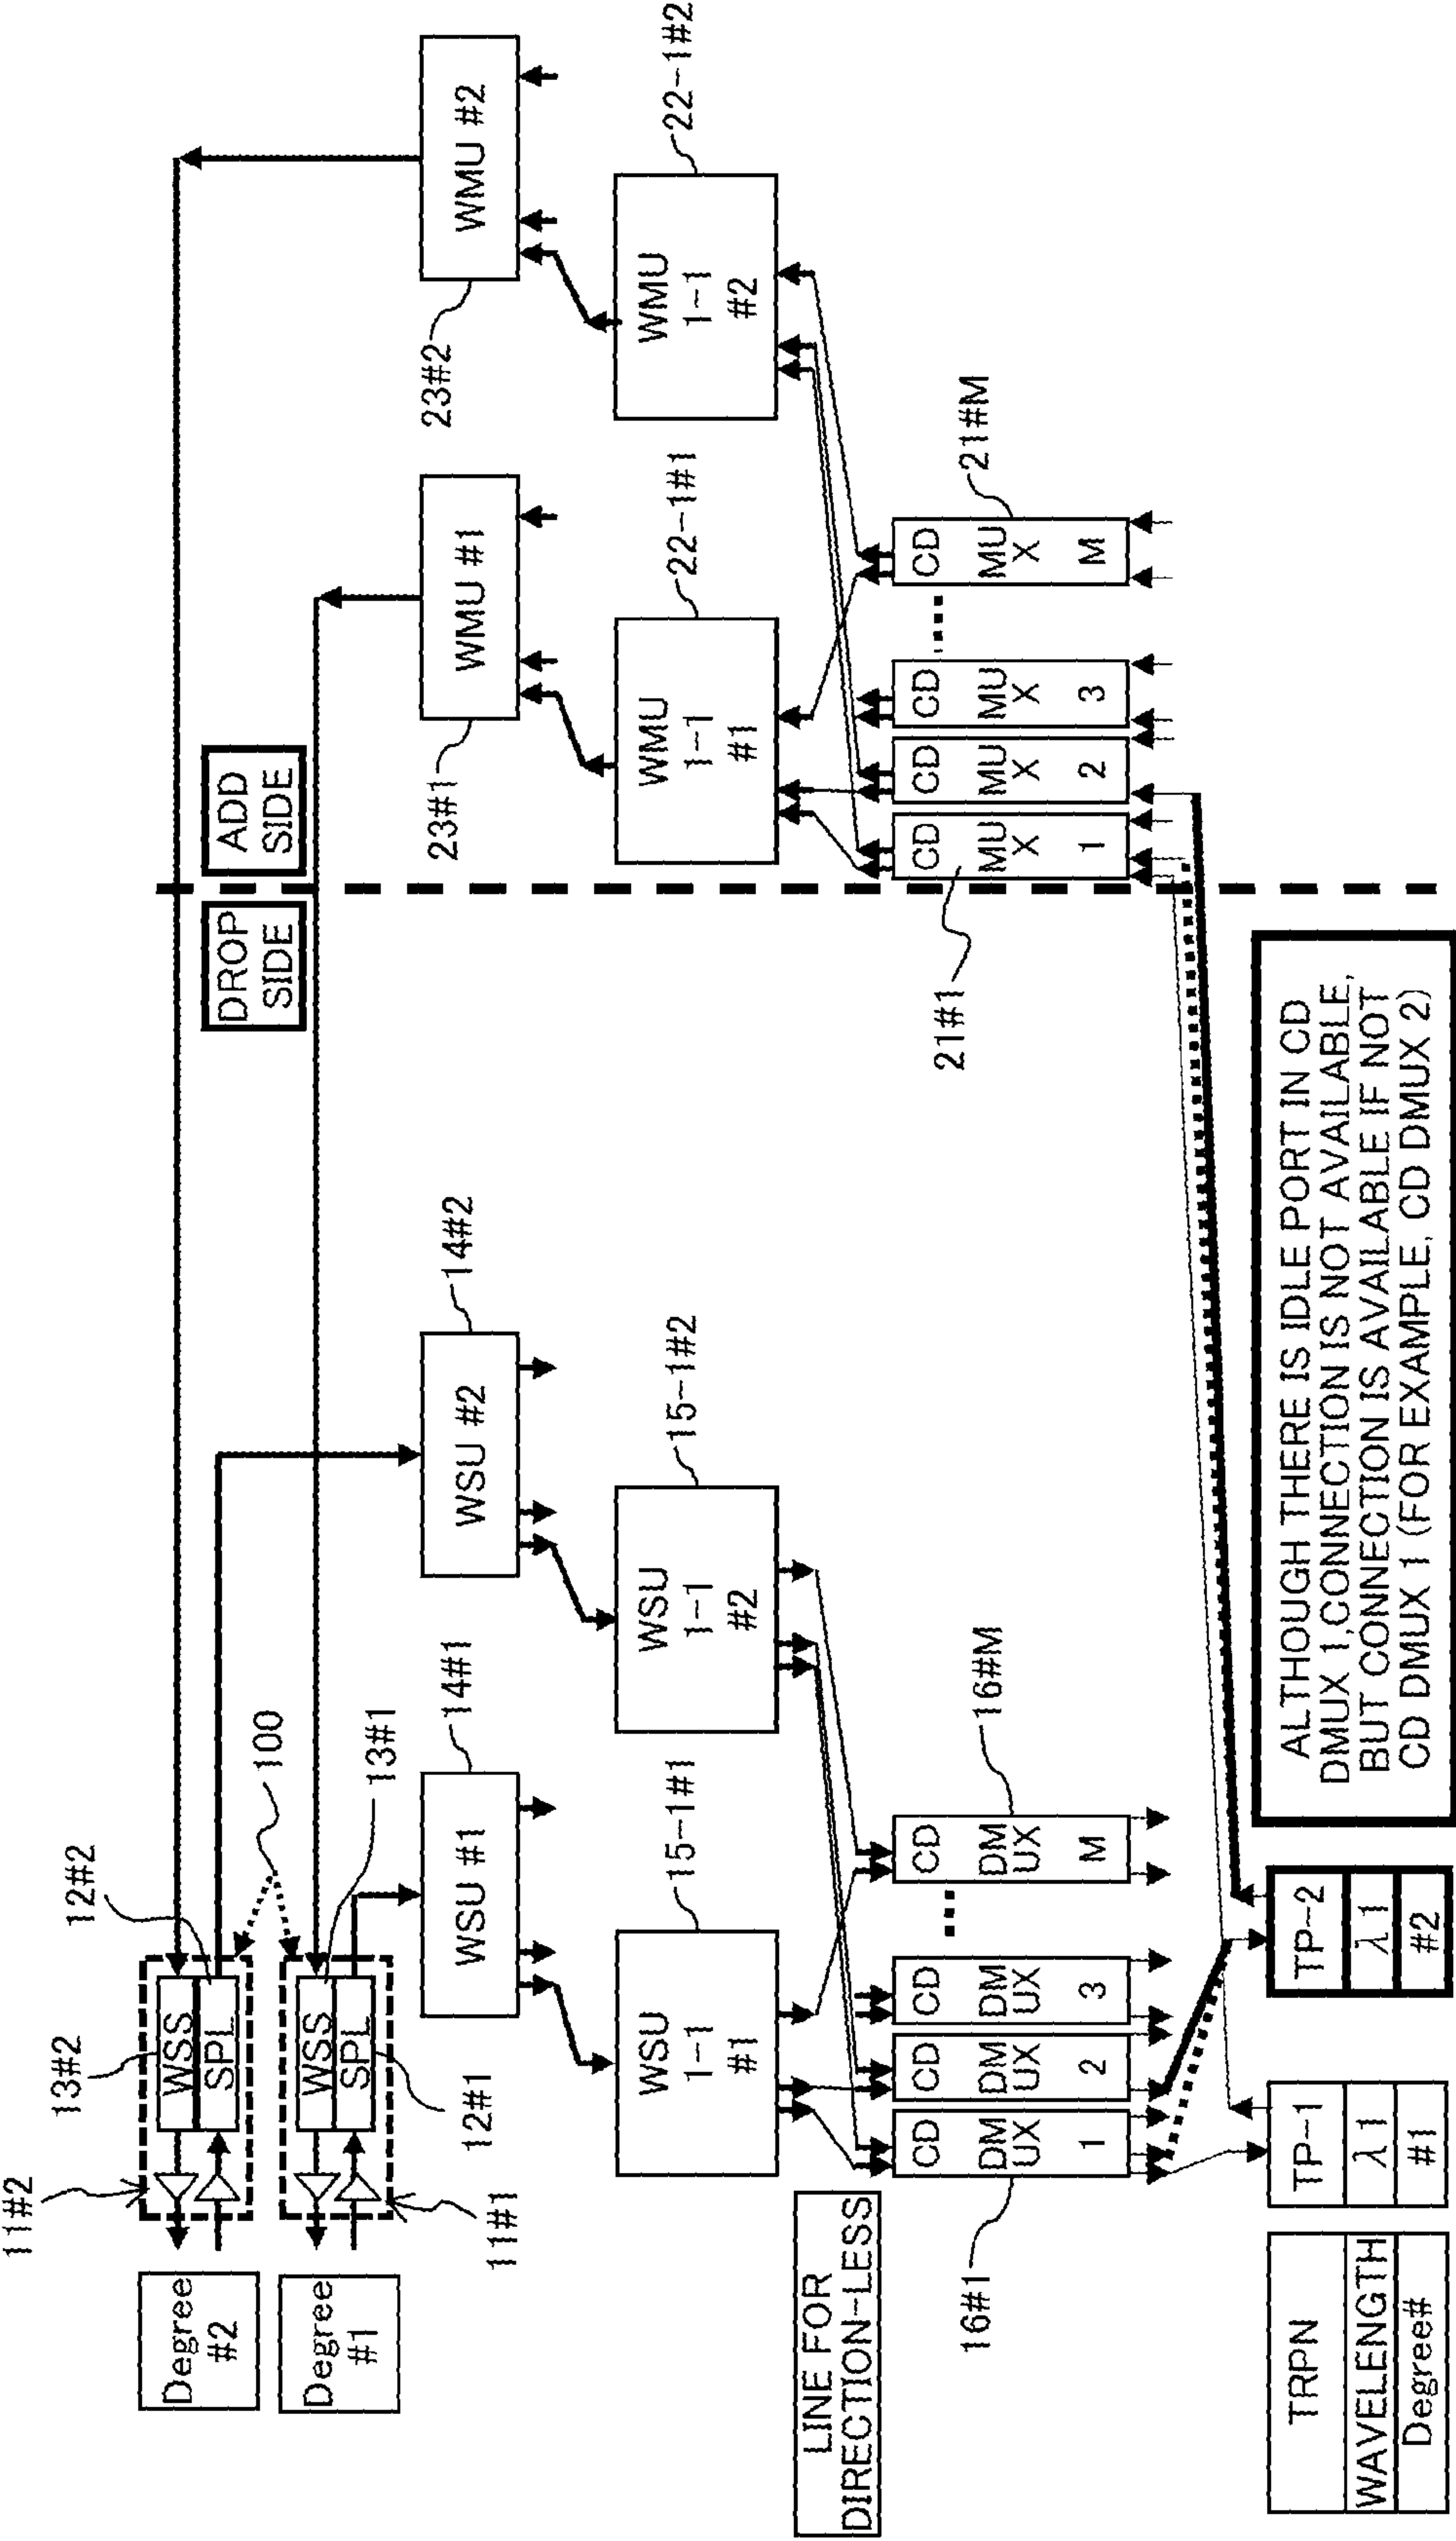 Degree
#2
Degree
#1
11#2
11#1
13#2
12#2
WSS
SPL
WSS
SPL
12#1
13#1
100
DROP
SIDE
ADD
SIDE
14#1
WSU #1
14#2
WSU #2
23#1
WMU #1
23#2
WMU #2
15-1#1
WSU
1-1
#1
15-1#2
WSU
1-1
#2
22-1#1
WMU
1-1
#1
22-1#2
WMU
1-1
#2
LINE FOR
DIRECTION-LESS
16#1
CD
DM
UX
1
CD
DM
UX
2
CD
DM
UX
3
CD
DM
UX
M
16#M
21#1
CD
MU
X
1
CD
MU
X
2
CD
MU
X
3
CD
MU
X
M
21#M
TRPN
WAVELENGTH
Degree#
TP-1
λ1
#1
TP-2
λ1
#2
ALTHOUGH THERE IS IDLE PORT IN CD
DMUX 1,CONNECTION IS NOT AVAILABLE,
BUT CONNECTION IS AVAILABLE IF NOT
CD DMUX 1 (FOR EXAMPLE, CD DMUX 2)